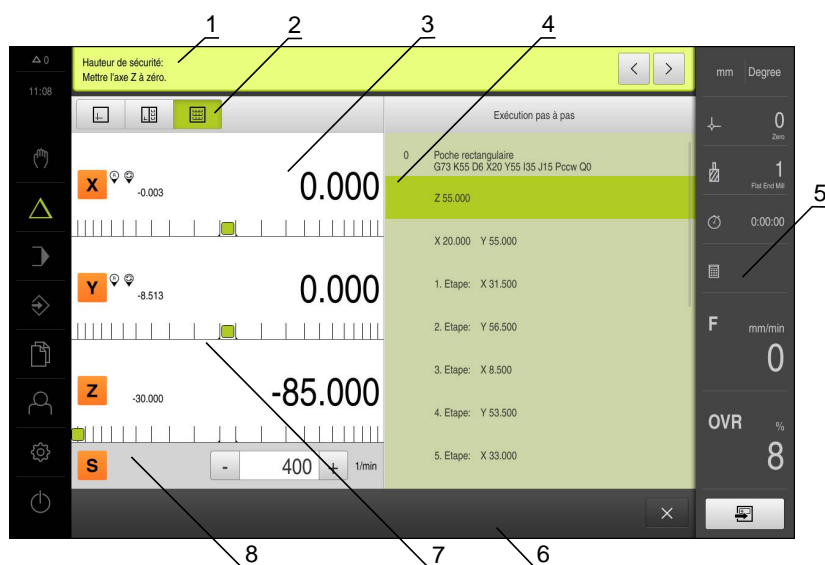 1
2
3
4
0
Hauteur de sécurité:
Mettre l'axe Z à zéro.
mm Degree
11:08
Exécution pas à pas
0
Zero
0 Poche rectangulaire
G73 K55 D6 X20 Y55 I35 J15 Pccw Q0
X R -0.003 0.000
Z 55.000
1
Flat End Mill
5
0:00:00
X 20.000 Y 55.000
Y R -8.513 0.000
1. Etape: X 31.500
2. Etape: Y 56.500
F mm/min
0
3. Etape: X 8.500
Z -30.000 -85.000
4. Etape: Y 53.500
OVR %
8
5. Etape: X 33.000
S - 400 + 1/min
8
7
6